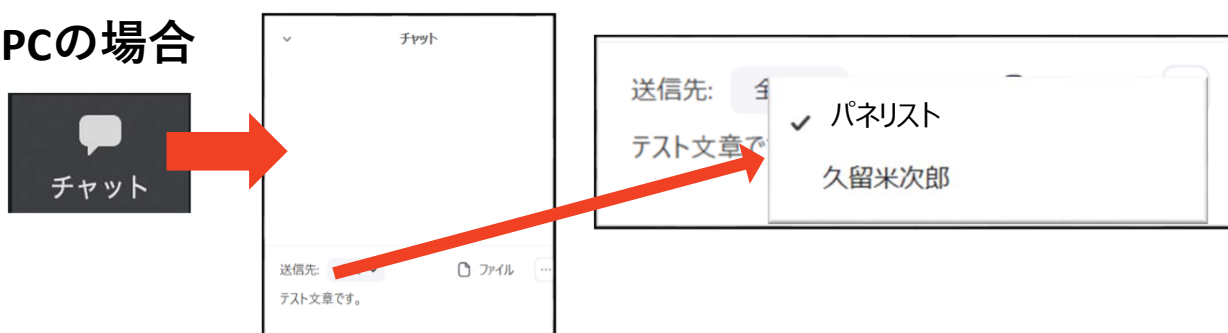 PCの場合
チャット
チャット
送信先:
ファイル
テスト文章です。
送信先:
テスト文章で
パネリスト
久留米次郎